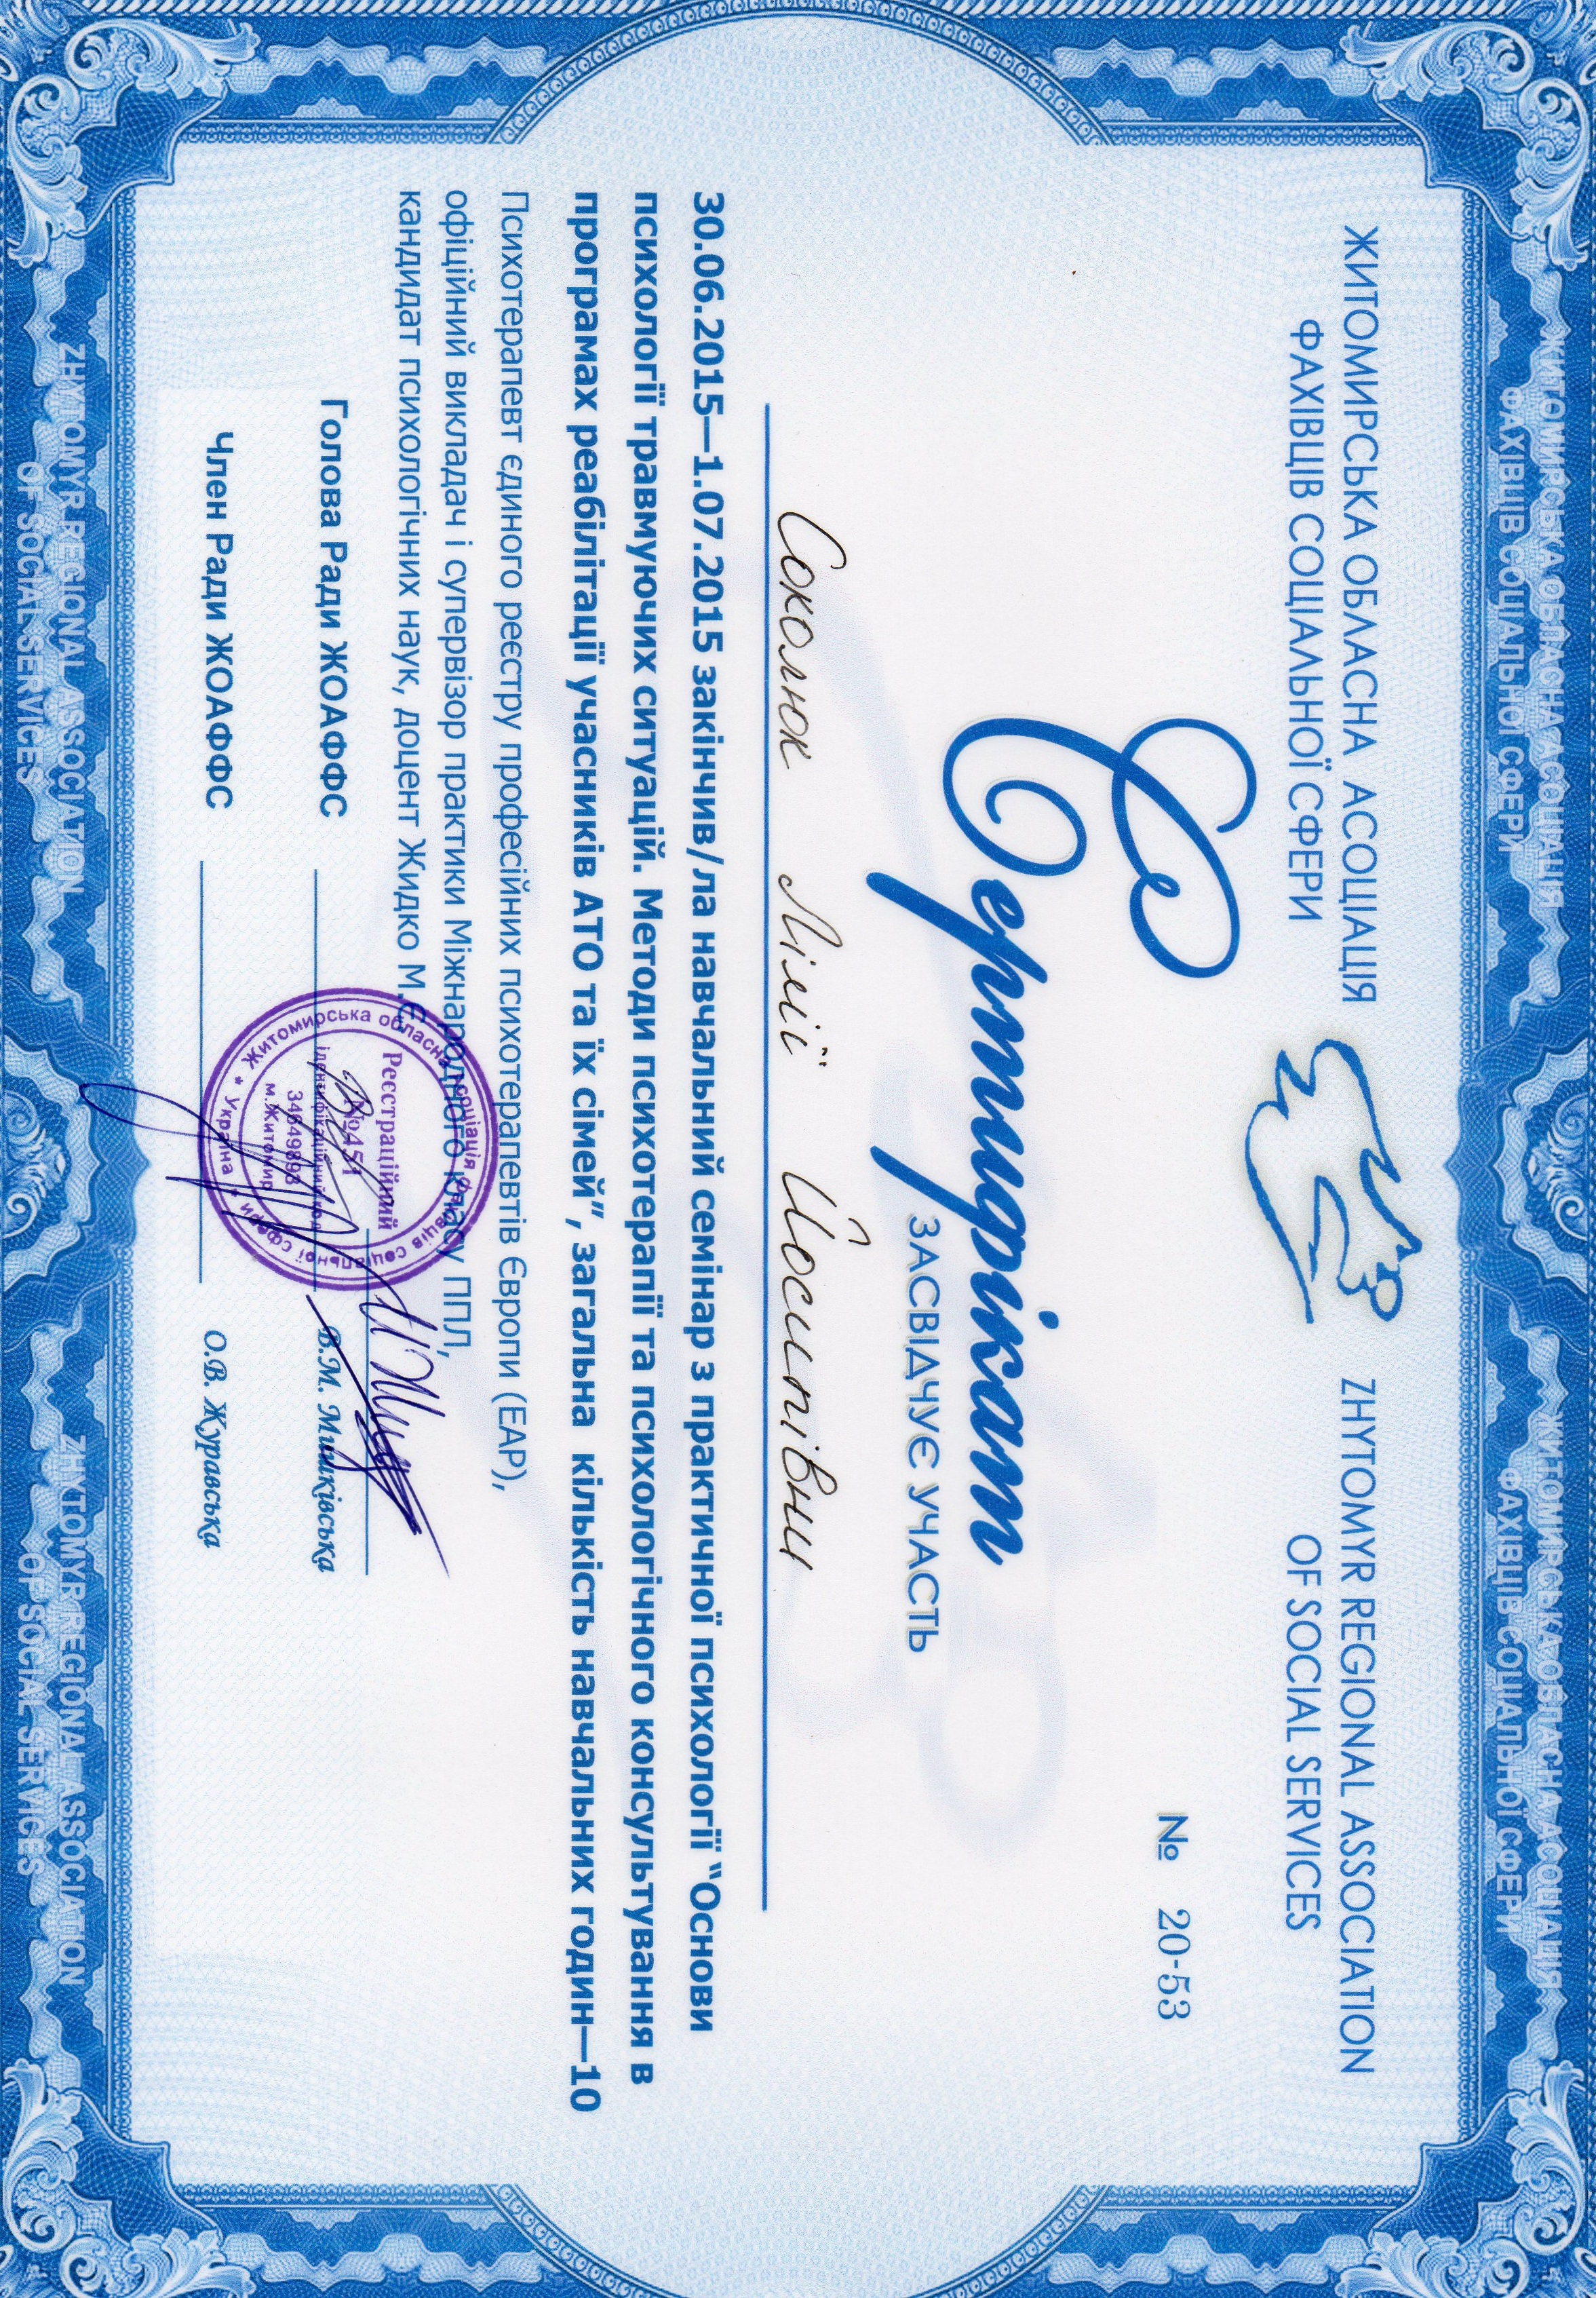 ЖИТОМИРСЬКА ОБЛАСНА АСОЦІАЦІЯ
ФАХІВЦІВ СОЦІАЛЬНОЇ СФЕРИ
ЖИТОМИРСЬКА ОБЛАСНА АСОЦІАЦІЯ
ФАХІВЦІВ СОЦІАЛЬНОЇ СФЕРИ
ЖИТОМИРСЬКА ОБЛАСНА АСОЦІАЦІЯ
ФАХІВЦІВ СОЦІАЛЬНОЇ СФЕРИ
ZHYTOMYR REGIONAL ASSOCIATION
OF SOCIAL SERVICES
№ 20-53
Сертифікат
ЗАСВІДЧУЄ УЧАСТЬ
Соколюк Лілії Йосипівни
30.06.2015—1.07.2015 закінчив/ла навчальний семінар з практичної психології “Основи
психології травмуючих ситуацій. Методи психотерапії та психологічного консультування в
програмах реабілітації учасників АТО та їх сімей”, загальна кількість навчальних годин—10
Психотерапевт єдиного реєстру професійних психотерапевтів Європи (EAP),
офіційний викладач і супервізор практики Міжнародного класу ППЛ,
кандидат психологічних наук, доцент Жидко М.Є.
Голова Ради ЖОАФФС В.М. Мишківська
Член Ради ЖОАФФС О.В. Журавська
Житомирська обласна асоціація фахівців соціальної сфери
Реєстраційний
№451
ідентифікаційний код
34649893
м.Житомир
* Україна *
ZHYTOMYR REGIONAL ASSOCIATION
OF SOCIAL SERVICES
ZHYTOMYR REGIONAL ASSOCIATION
OF SOCIAL SERVICES